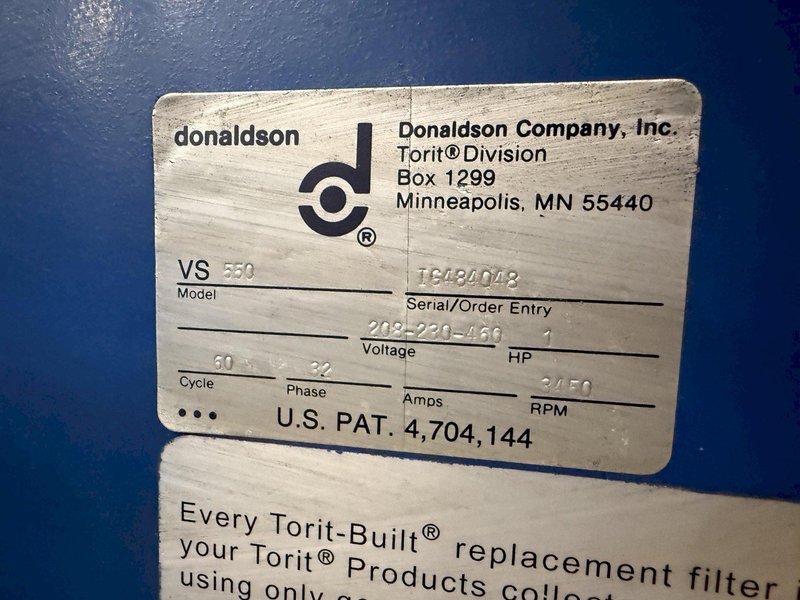 donaldson
d
®
Donaldson Company, Inc.
Torit® Division
Box 1299
Minneapolis, MN 55440
VS 550
Model
IG484048
Serial/Order Entry
208-230-460
Voltage
1
HP
60
Cycle
32
Phase
Amps
3450
RPM
U.S. PAT. 4,704,144
Every Torit-Built® replacement filter
your Torit® Products
using only